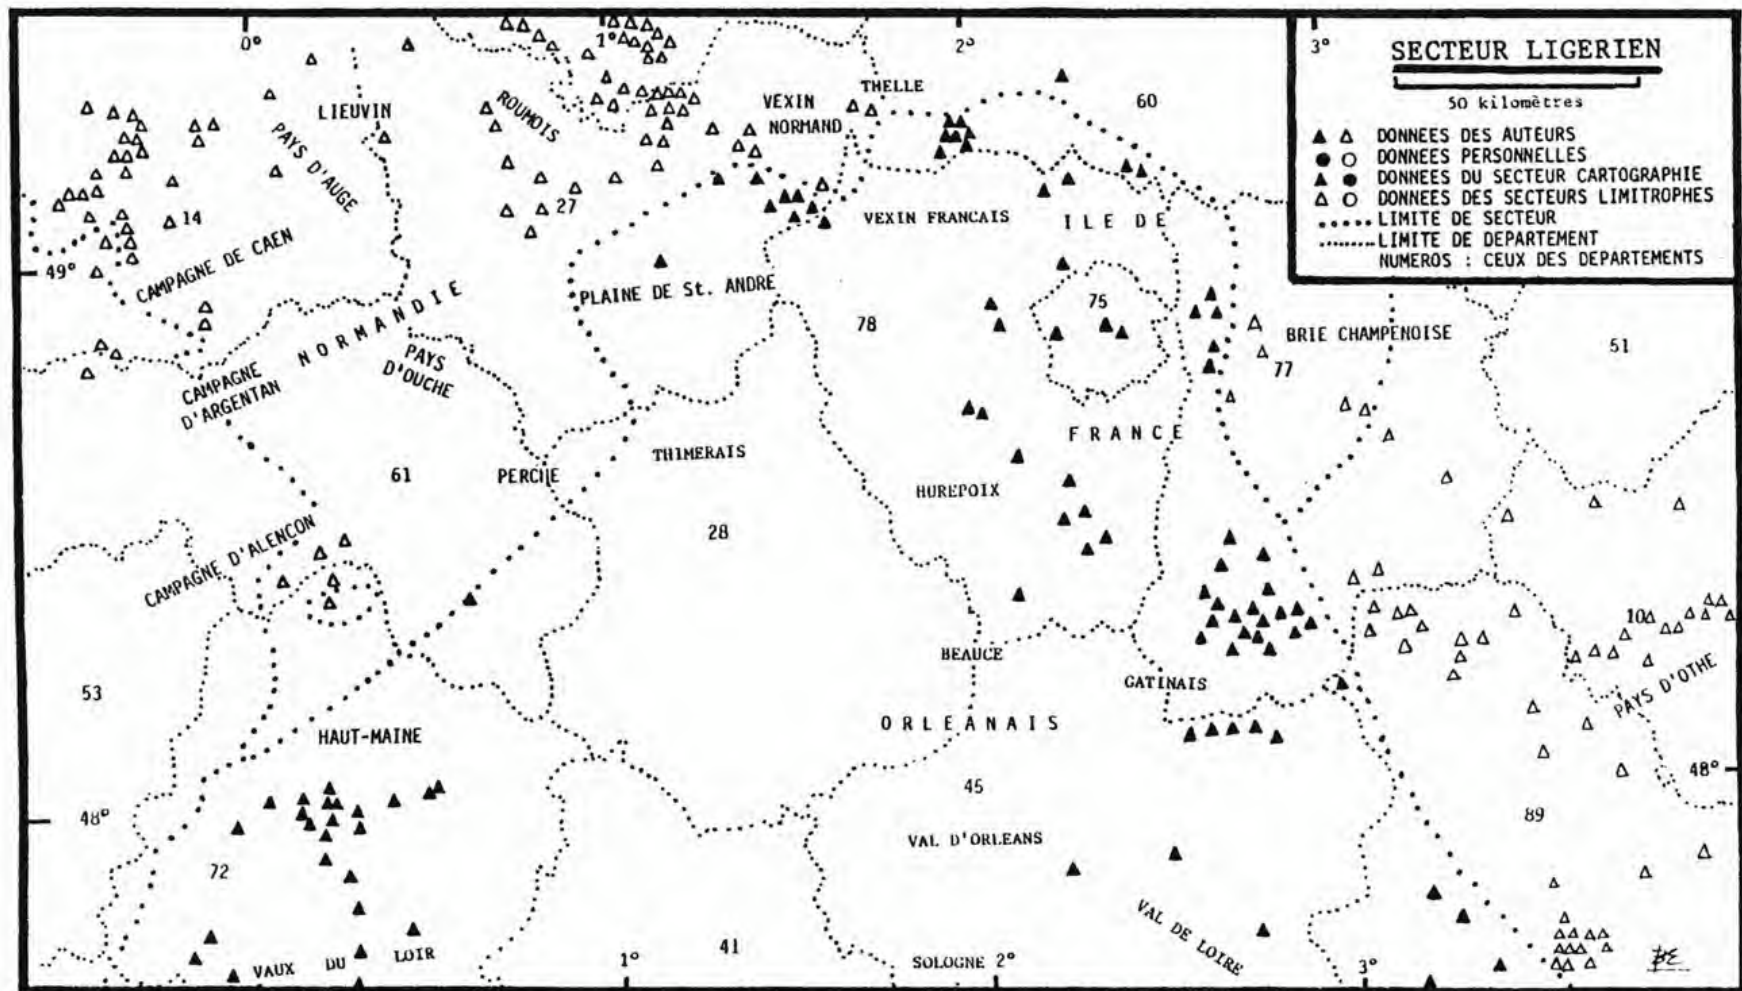 0°
1°
2°
3°
SECTEUR LIGERIEN
50 kilomètres
DONNEES DES AUTEURS
DONNEES PERSONNELLES
DONNEES DU SECTEUR CARTOGRAPHIE
DONNEES DES SECTEURS LIMITROPHES
LIMITE DE SECTEUR
LIMITE DE DEPARTEMENT
NUMEROS : CEUX DES DEPARTEMENTS
LIEUVIN
ROUMOIS
VEXIN
NORMAND
THELLE
60
PAYS D'AUGE
14
27
VEXIN FRANCAIS
ILE DE
CAMPAGNE DE CAEN
49°
PLAINE DE St. ANDRE
75
NORMANDIE
78
BRIE CHAMPENOISE
51
PAYS
D'OUCHE
77
CAMPAGNE
D'ARGENTAN
FRANCE
THIMERAIS
61
PERCHE
HUREPOIX
28
CAMPAGNE D'ALENCON
10
BEAUCE
GATINAIS
PAYS D'OTHE
53
HAUT-MAINE
ORLEANAIS
48°
45
48°
89
VAL D'ORLEANS
72
VAL DE LOIRE
41
VAUX DU LOIR
SOLOGNE
1°
2°
3°